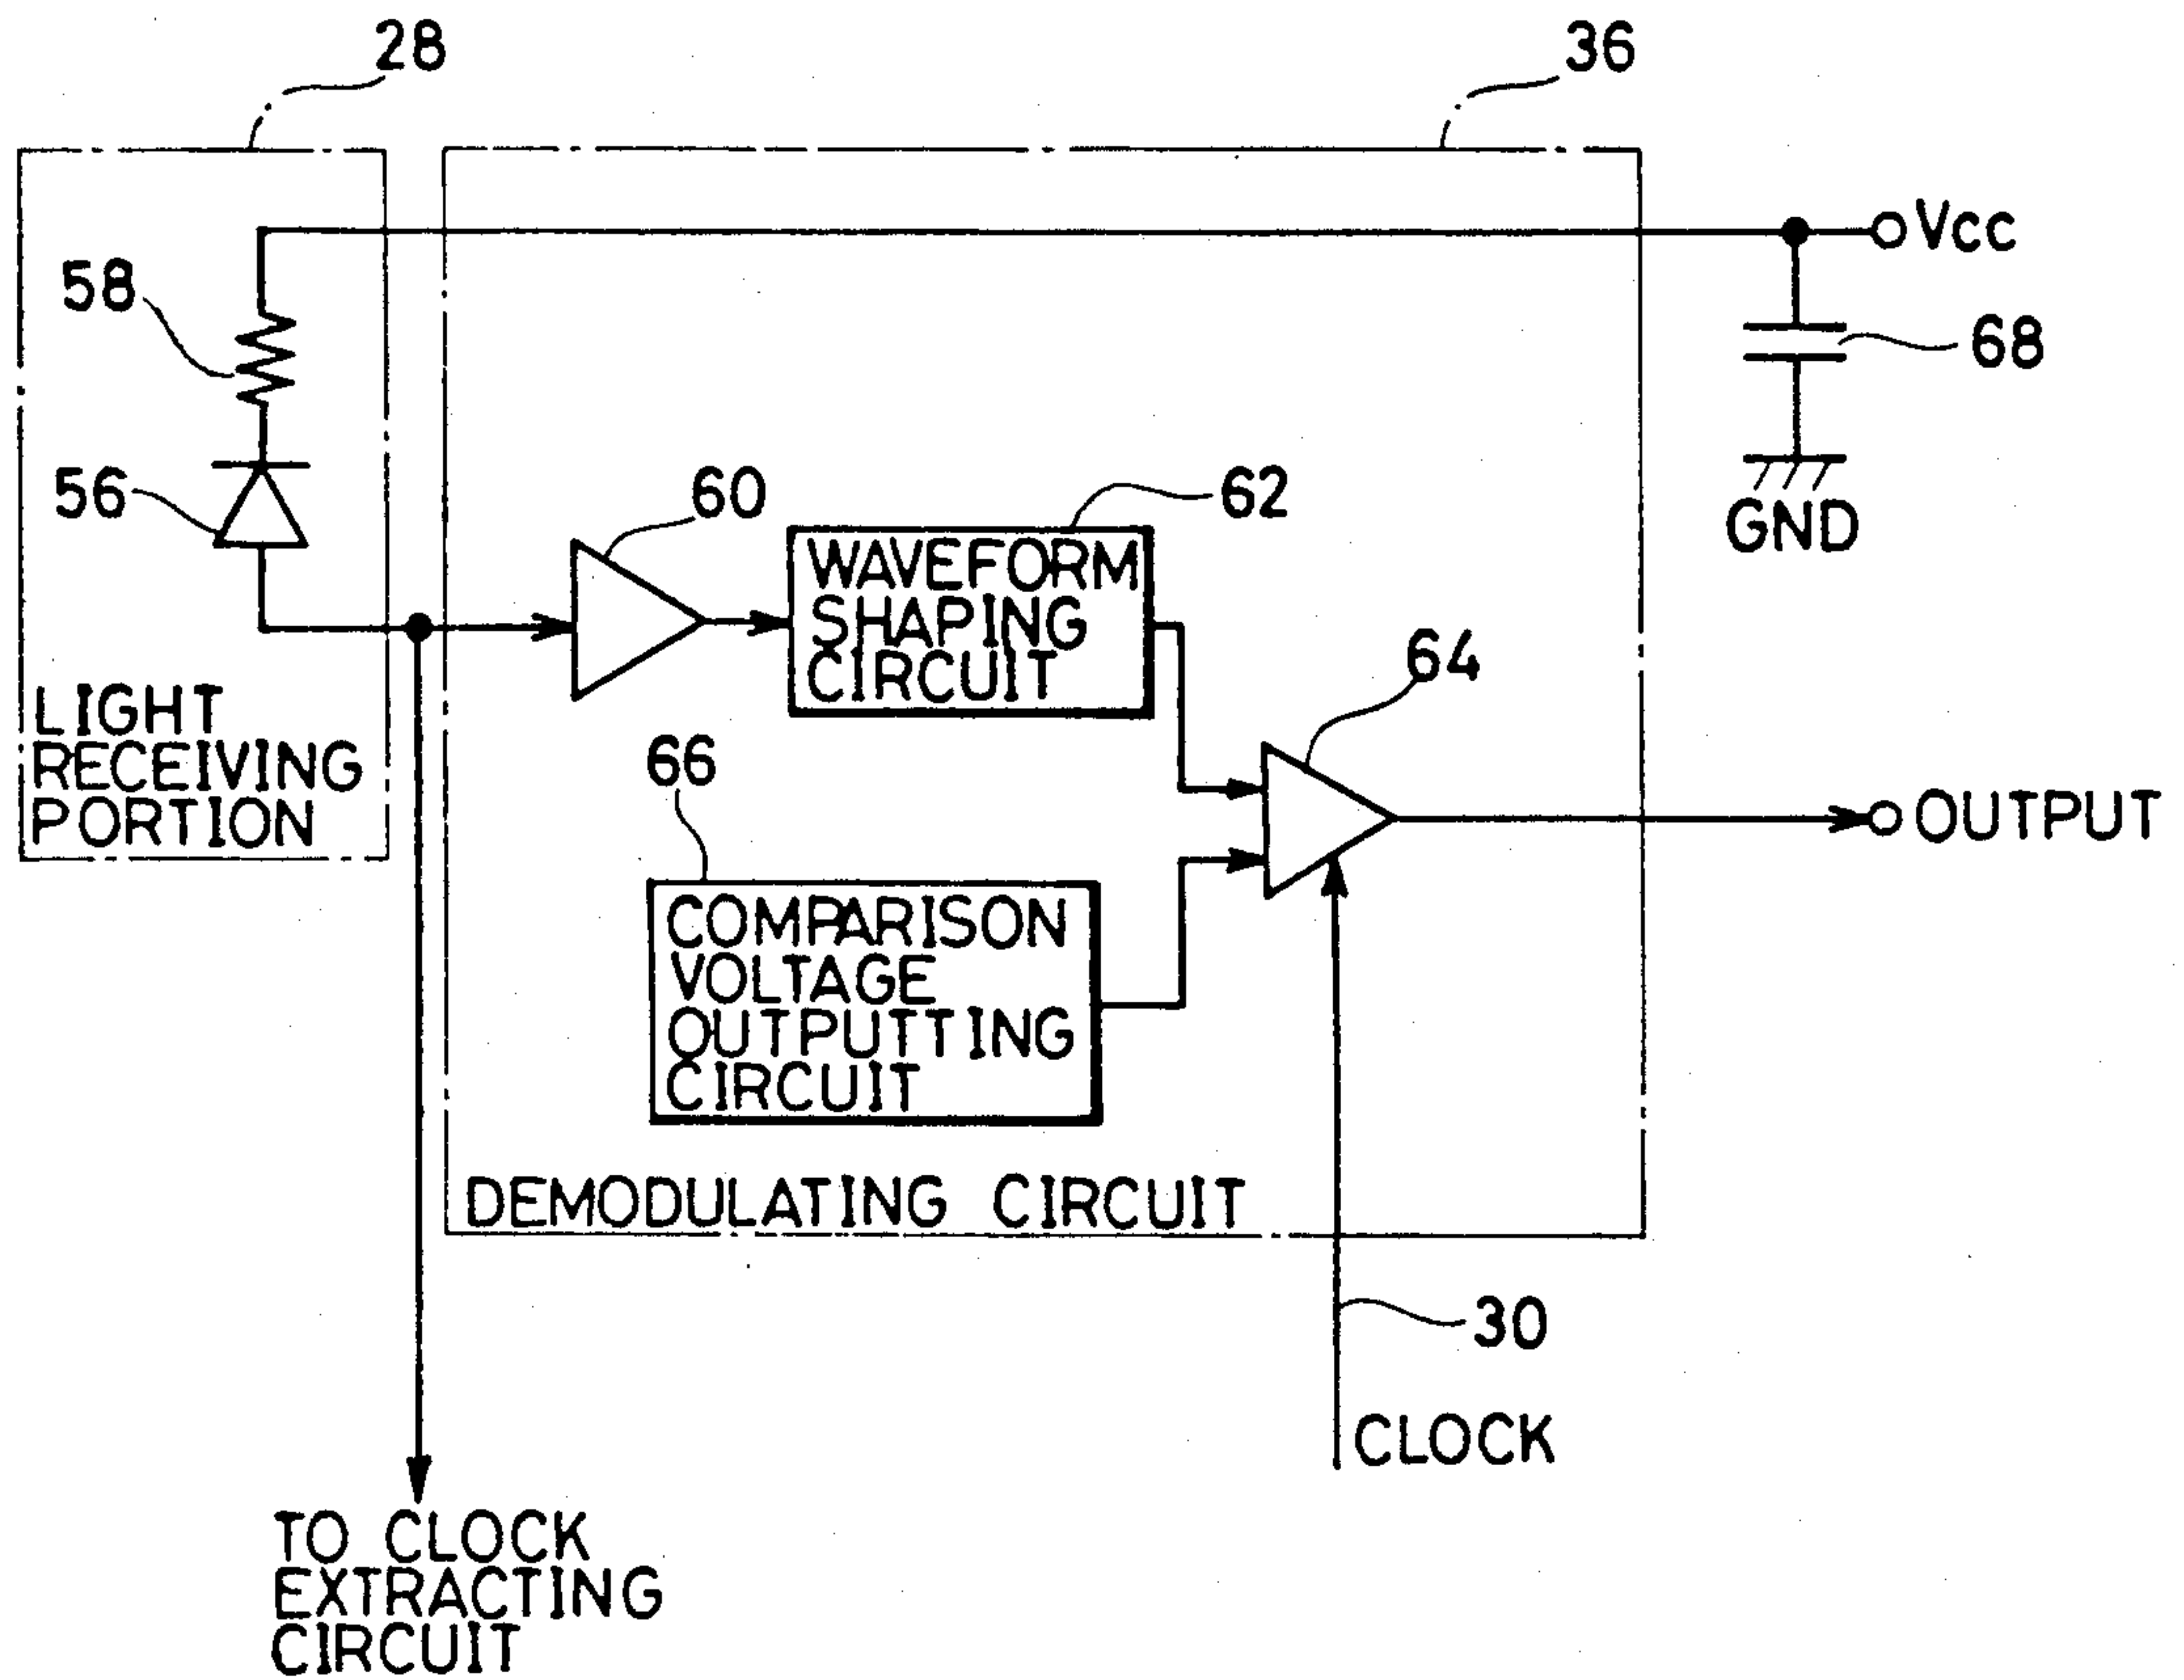 28
36
Vcc
58
68
56
60
62
GND
WAVEFORM
SHAPING
CIRCUIT
64
LIGHT
RECEIVING
PORTION
66
OUTPUT
COMPARISON
VOLTAGE
OUTPUTTING
CIRCUIT
DEMODULATING CIRCUIT
30
CLOCK
TO CLOCK
EXTRACTING
CIRCUIT